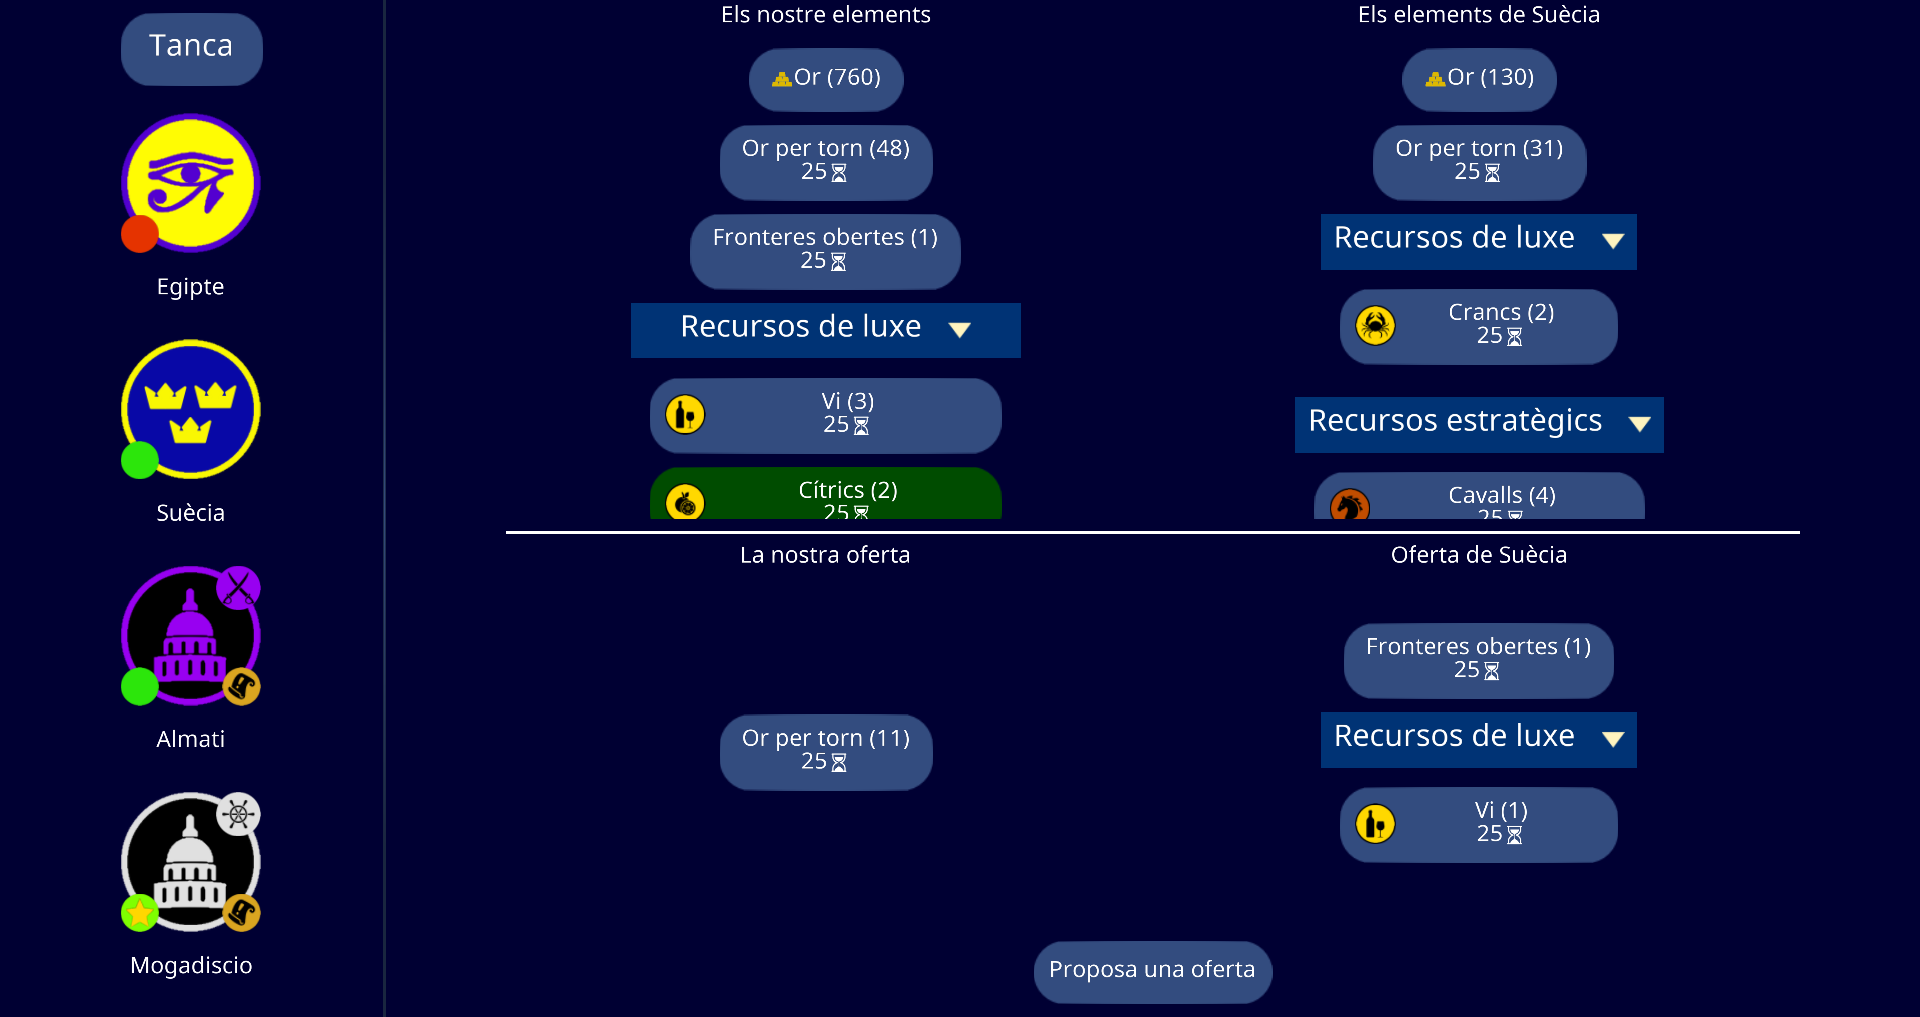 Tanca
Egipte
Suècia
Almati
Mogadiscio
Els nostre elements
Or (760)
Or per torn (48)
25
Fronteres obertes (1)
25
Recursos de luxe
Vi (3)
25
Cítrics (2)
25
Els elements de Suècia
Or (130)
Or per torn (31)
25
Recursos de luxe
Crancs (2)
25
Recursos estratègics
Cavalls (4)
25
La nostra oferta
Or per torn (11)
25
Oferta de Suècia
Fronteres obertes (1)
25
Recursos de luxe
Vi (1)
25
Proposa una oferta